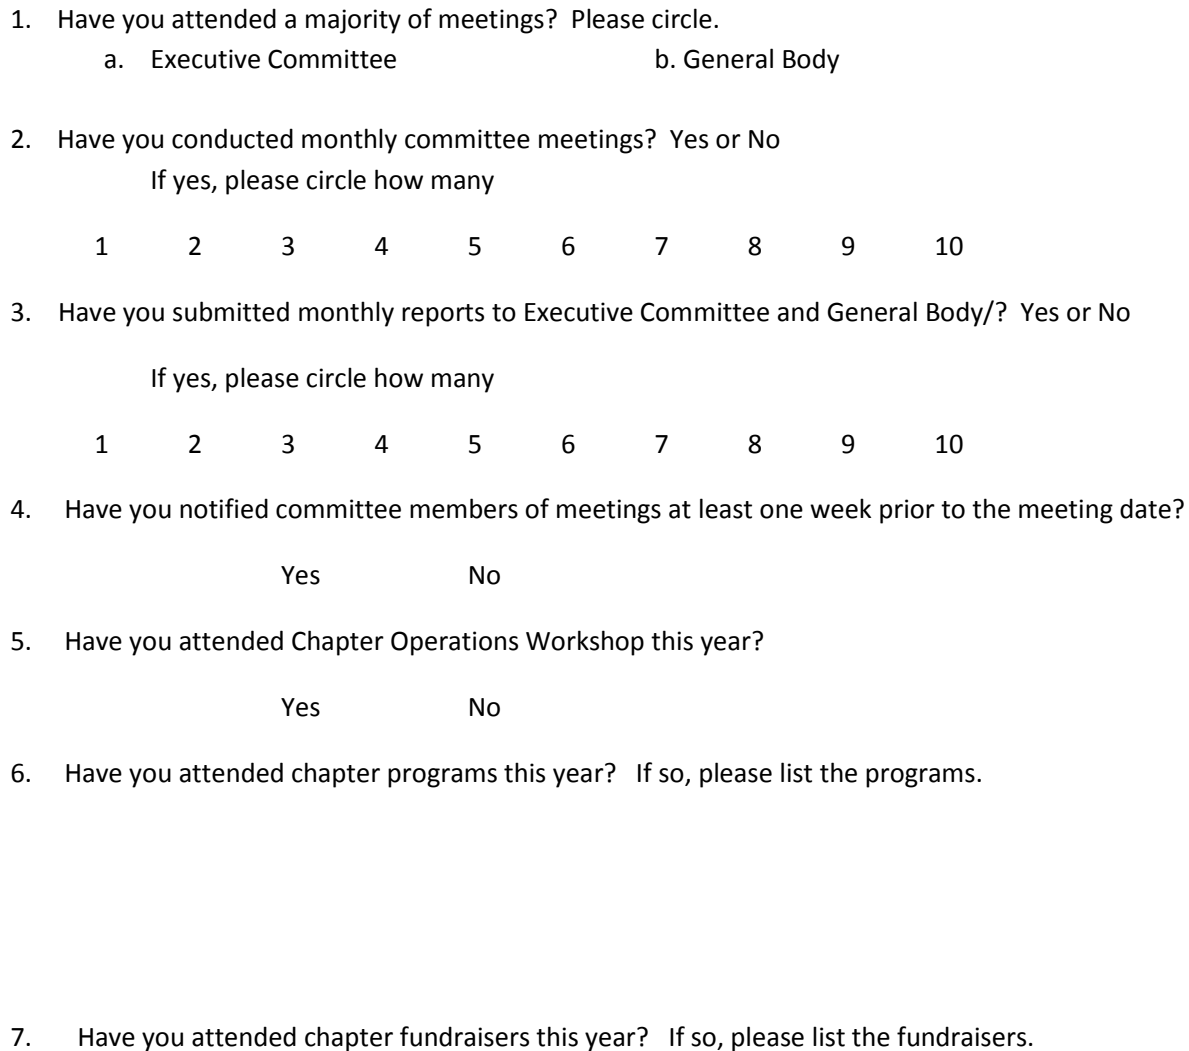 1. Have you attended a majority of meetings? Please circle.
a. Executive Committee b. General Body
2. Have you conducted monthly committee meetings? Yes or No
If yes, please circle how many
1 2 3 4 5 6 7 8 9 10
3. Have you submitted monthly reports to Executive Committee and General Body/? Yes or No
If yes, please circle how many
1 2 3 4 5 6 7 8 9 10
4. Have you notified committee members of meetings at least one week prior to the meeting date?
Yes No
5. Have you attended Chapter Operations Workshop this year?
Yes No
6. Have you attended chapter programs this year? If so, please list the programs.
7. Have you attended chapter fundraisers this year? If so, please list the fundraisers.